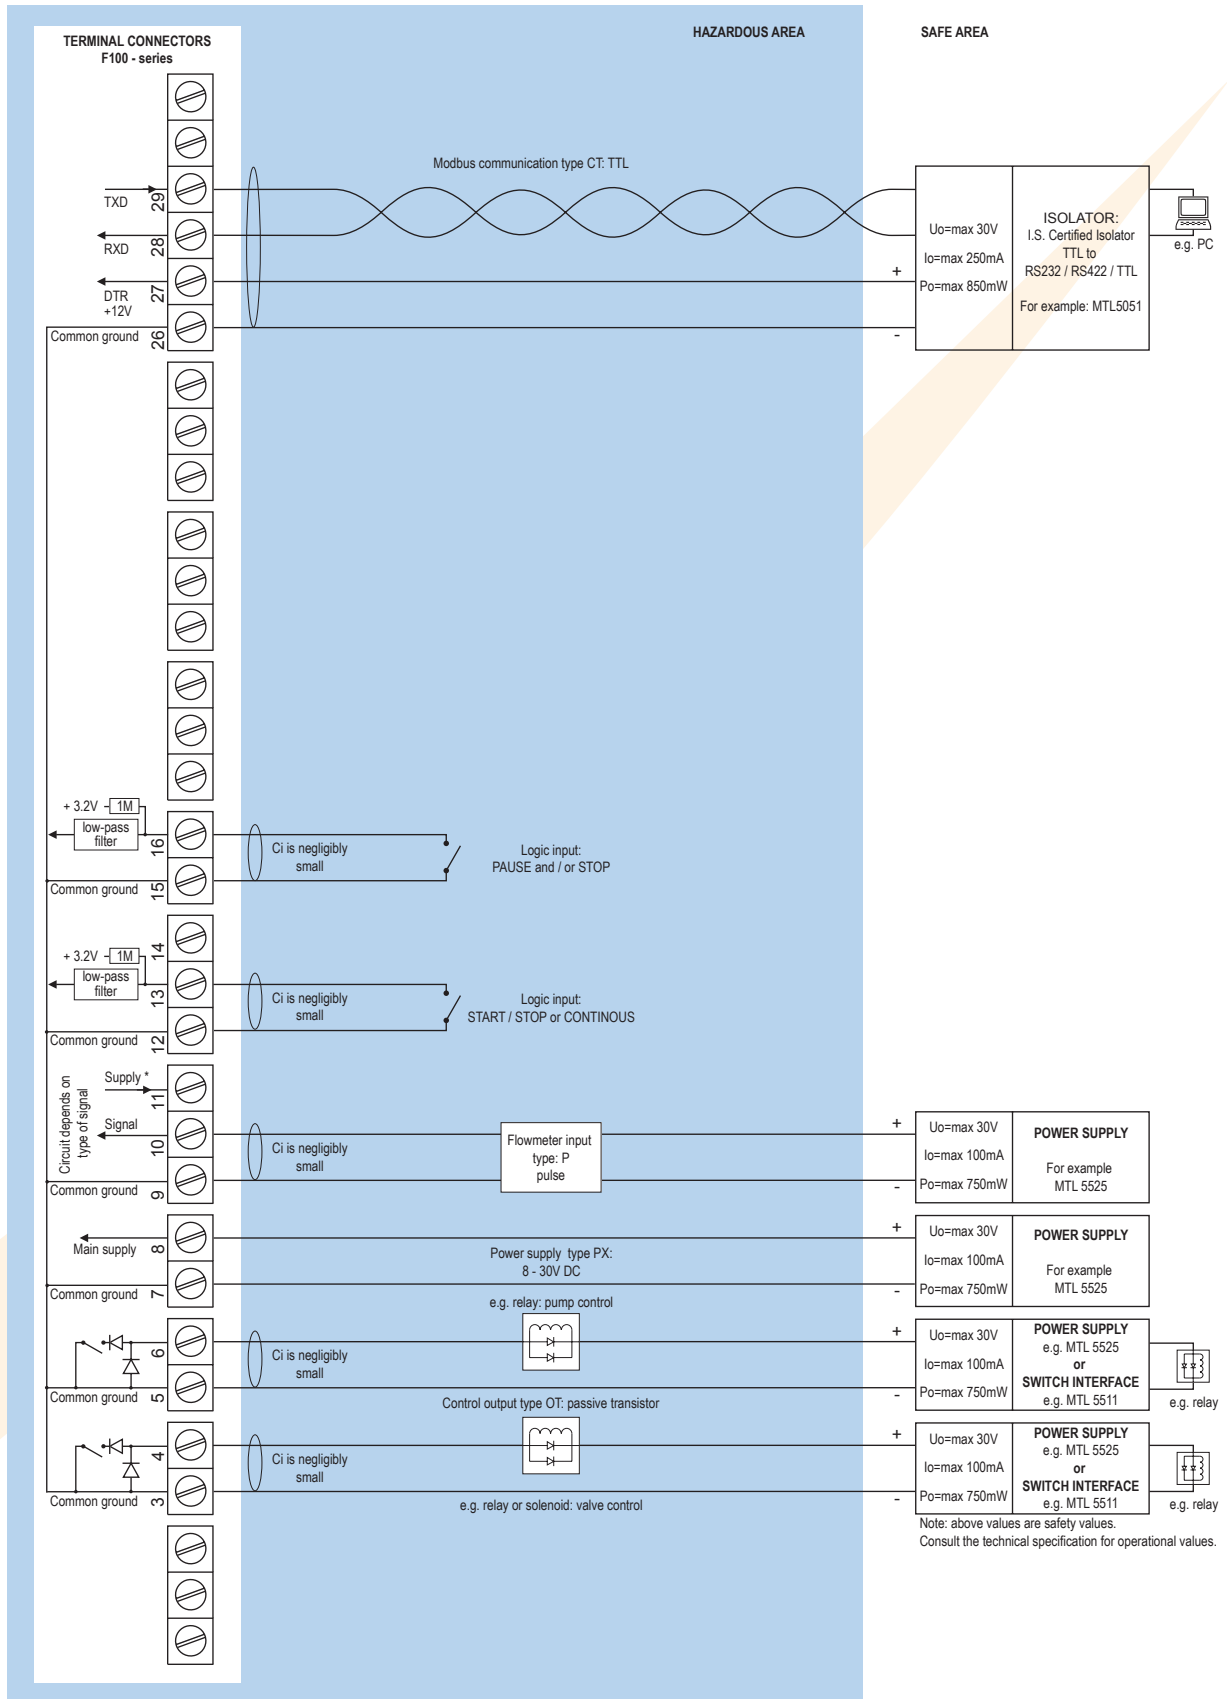 HAZARDOUS AREA
SAFE AREA
TERMINAL CONNECTORS
F100 - series
Modbus communication type CT: TTL
TXD
29
RXD
28
DTR
+12V
27
Common ground
26
+
-
Uo=max 30V
Io=max 250mA
Po=max 850mW
ISOLATOR:
I.S. Certified Isolator
TTL to
RS232 / RS422 / TTL
For example: MTL5051
e.g. PC
+ 3.2V
1M
low-pass
filter
16
Common ground
15
Ci is negligibly
small
Logic input:
PAUSE and / or STOP
14
+ 3.2V
1M
low-pass
filter
13
Common ground
12
Ci is negligibly
small
Logic input:
START / STOP or CONTINOUS
Circuit depends on
type of signal
Supply *
11
Signal
10
Common ground
9
Ci is negligibly
small
Flowmeter input
type: P
pulse
+
-
Uo=max 30V
Io=max 100mA
Po=max 750mW
POWER SUPPLY
For example
MTL 5525
Main supply
8
Common ground
7
Power supply type PX:
8 - 30V DC
+
-
Uo=max 30V
Io=max 100mA
Po=max 750mW
POWER SUPPLY
For example
MTL 5525
e.g. relay: pump control
6
Common ground
5
Ci is negligibly
small
Control output type OT: passive transistor
+
-
Uo=max 30V
Io=max 100mA
Po=max 750mW
POWER SUPPLY
e.g. MTL 5525
or
SWITCH INTERFACE
e.g. MTL 5511
e.g. relay
4
Common ground
3
Ci is negligibly
small
e.g. relay or solenoid: valve control
+
-
Uo=max 30V
Io=max 100mA
Po=max 750mW
POWER SUPPLY
e.g. MTL 5525
or
SWITCH INTERFACE
e.g. MTL 5511
e.g. relay
Note: above values are safety values.
Consult the technical specification for operational values.